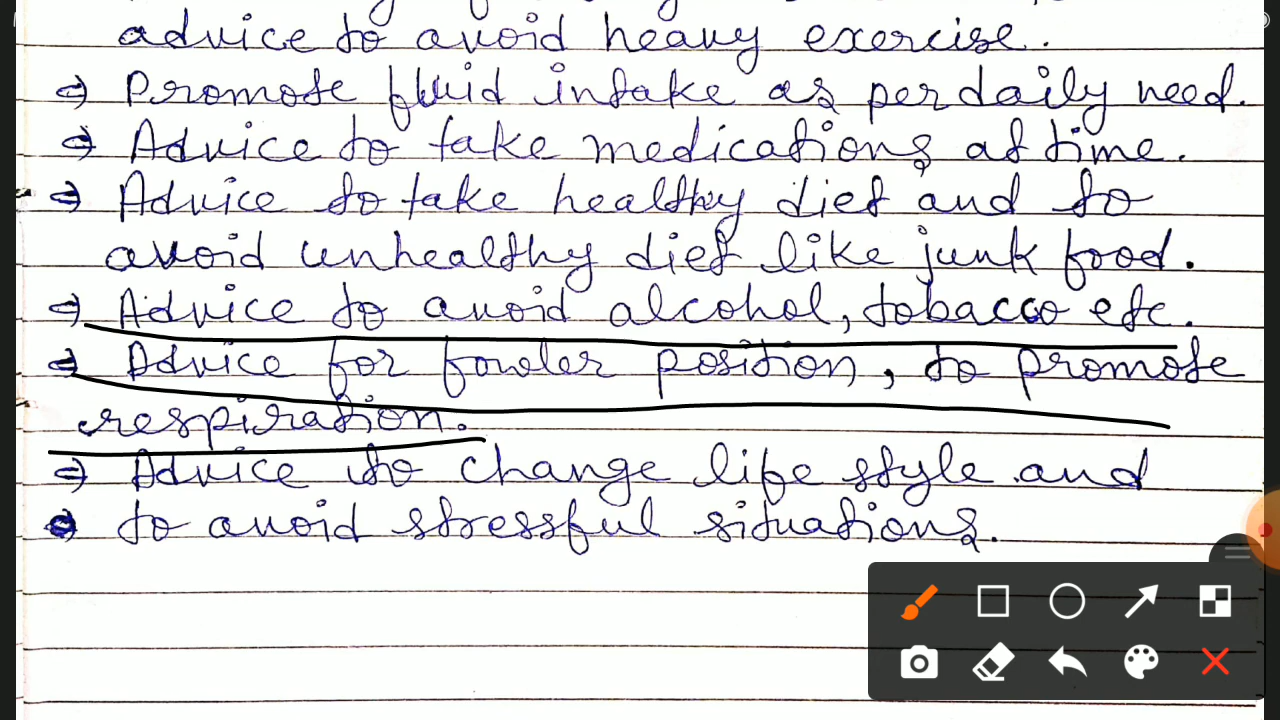 advice to avoid heavy exercise.
⇒ Promote fluid intake as per daily need.
⇒ Advice to take medications at time.
⇒ Advice to take healthy diet and to
avoid unhealthy diet like junk food.
⇒ Advice to avoid alcohol, tobacco etc.
⇒ Advice for fowler position, to promote
respiration.
⇒ Advice to change life style and
to avoid stressful situations.